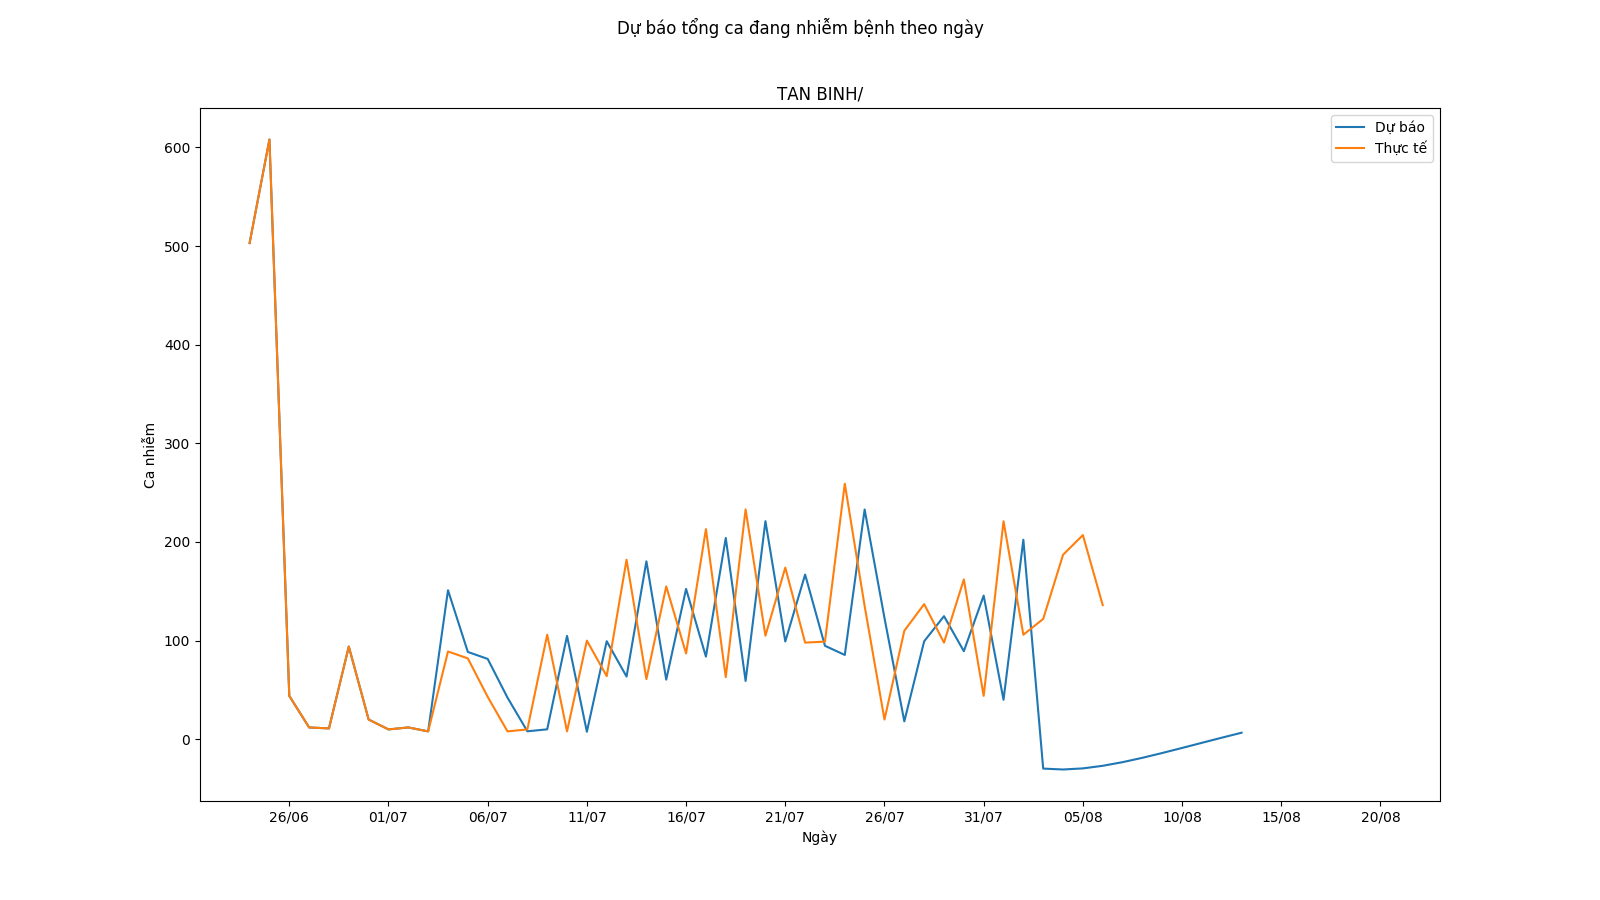 Dự báo tổng ca đang nhiễm bệnh theo ngày
TAN BINH/
Dự báo
Thực tế
600
500
400
300
200
100
0
Ca nhiễm
26/06 01/07 06/07 11/07 16/07 21/07 26/07 31/07 05/08 10/08 15/08 20/08
Ngày